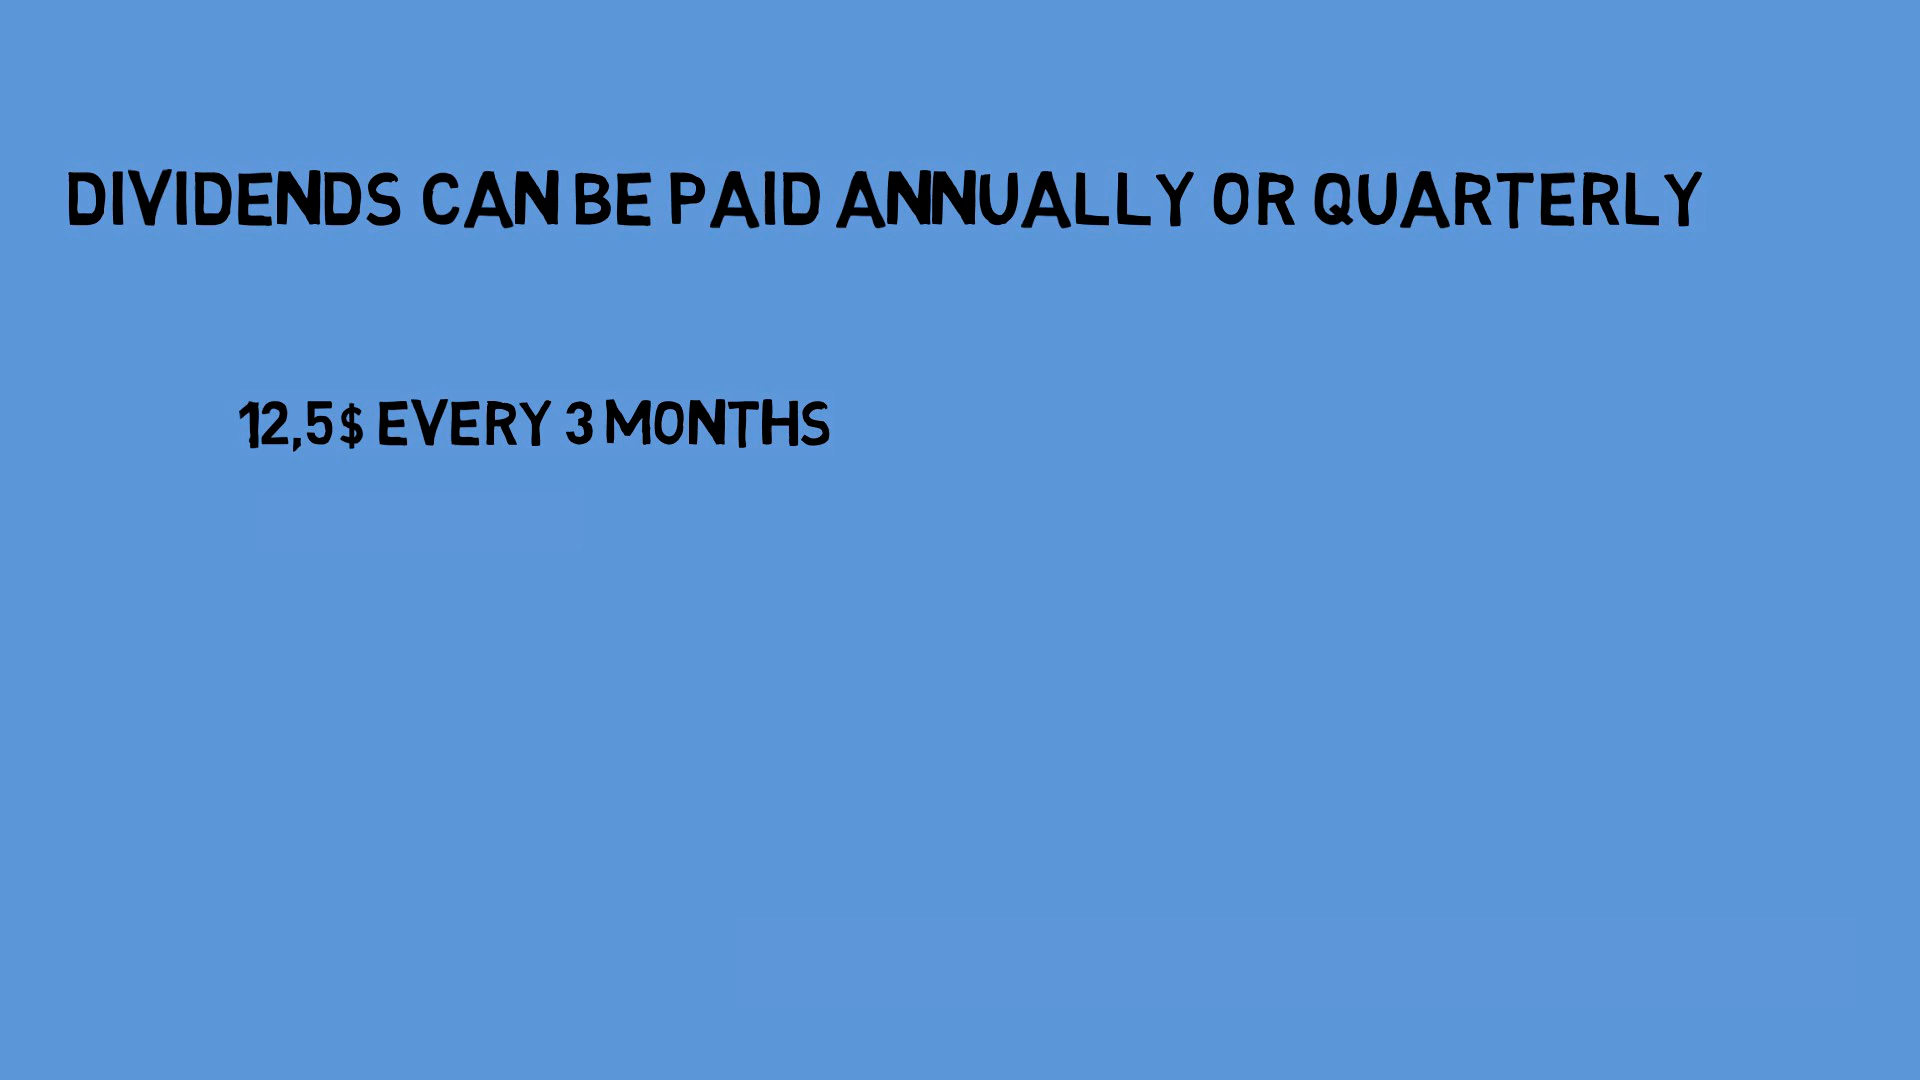 DIVIDENDS CAN BE PAID ANNUALLY OR QUARTERLY
12,5$ EVERY 3 MONTHS